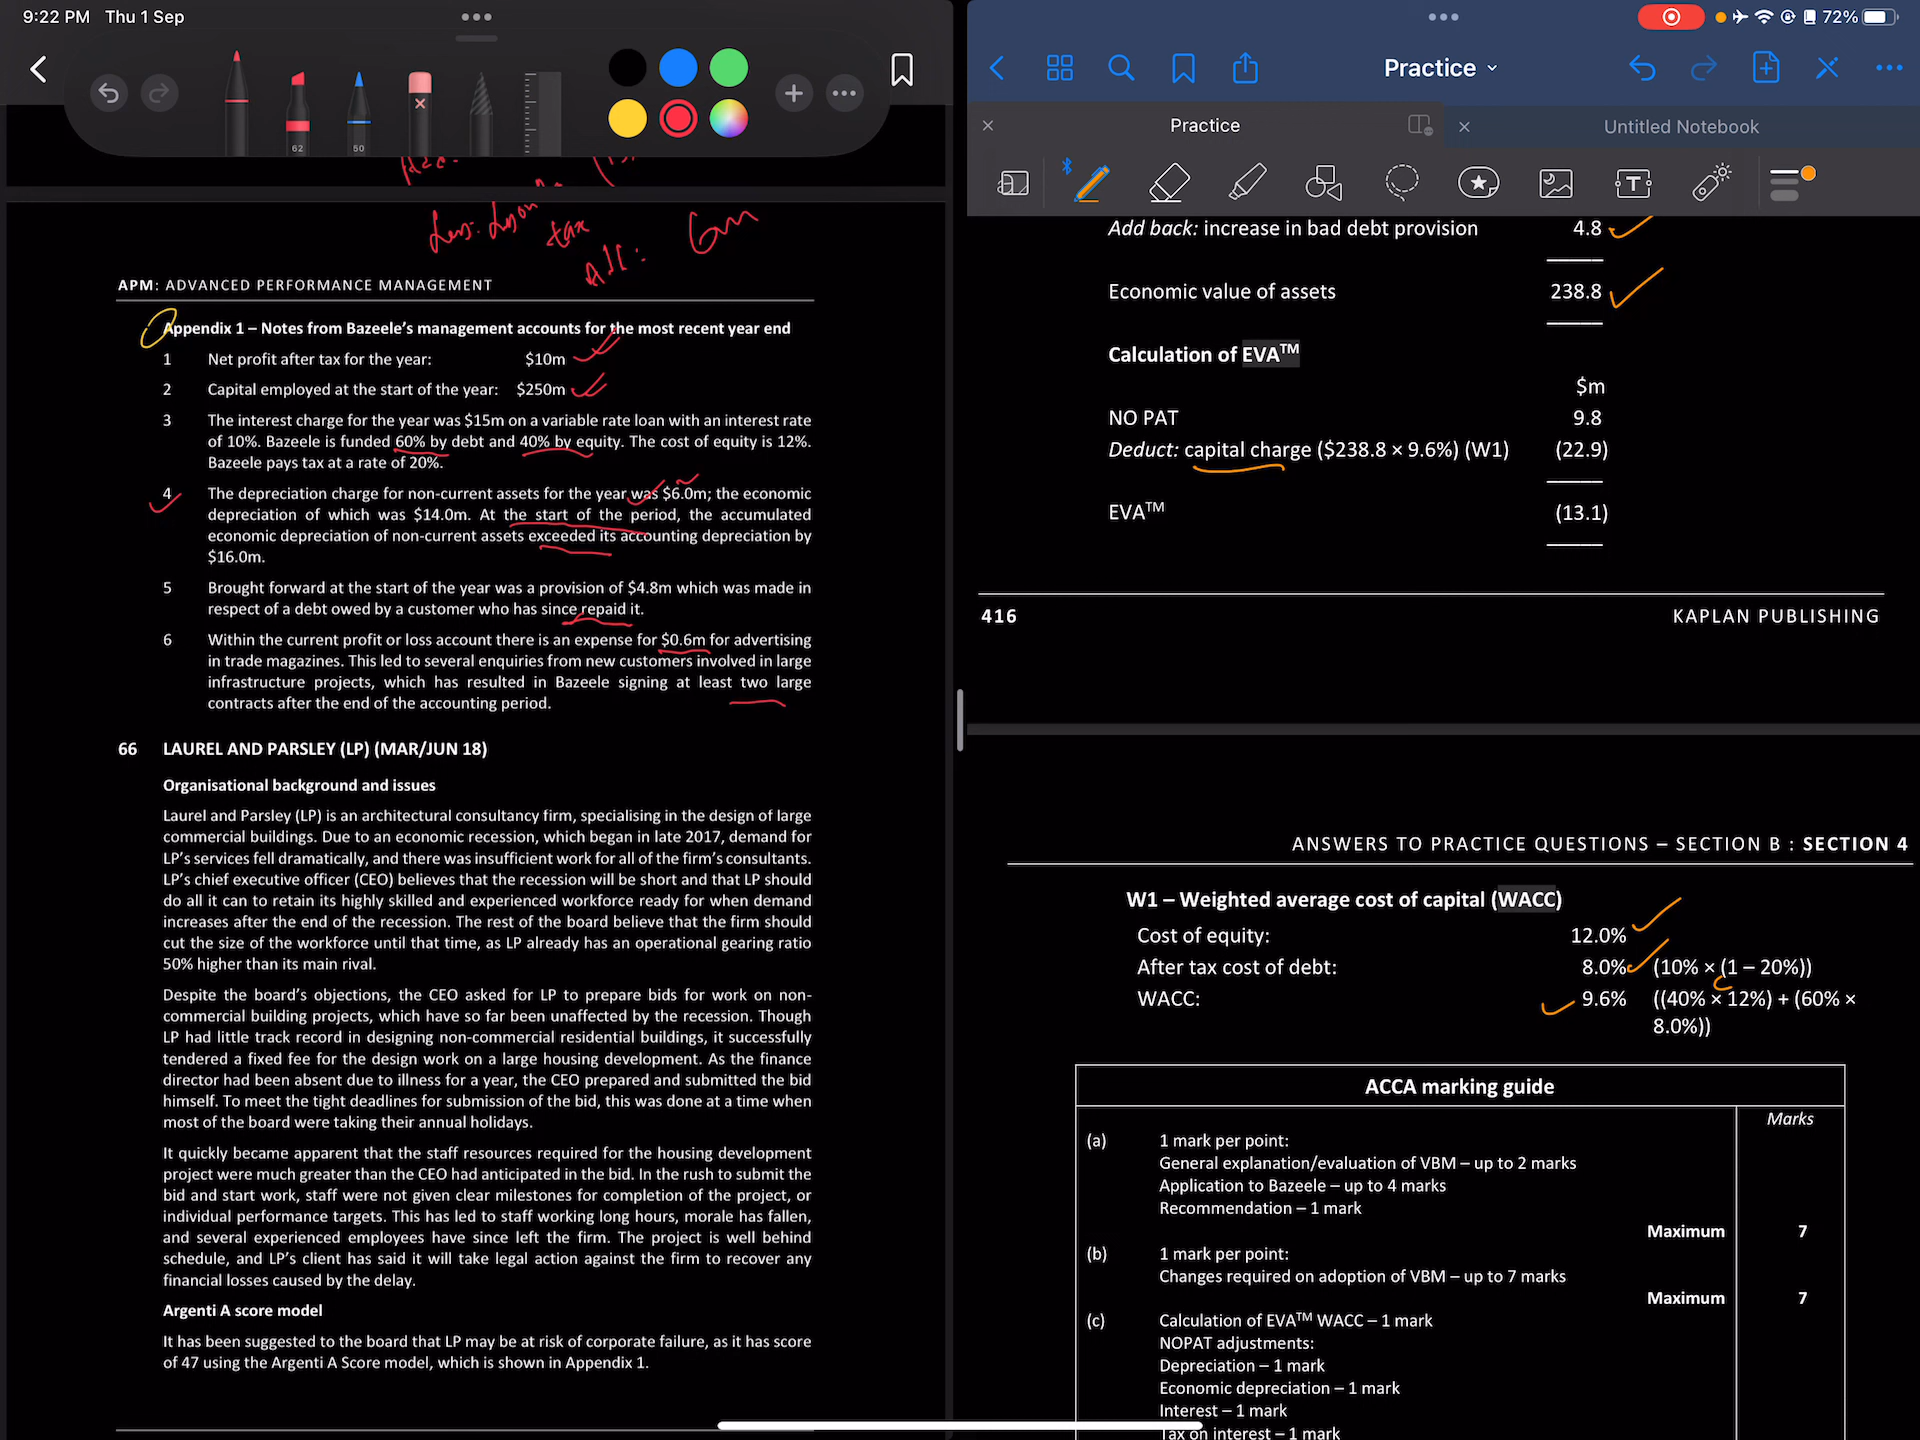 9:22 PM Thu 1 Sep
62
50
Less:
tax
All :
6m
APM: ADVANCED PERFORMANCE MANAGEMENT
Appendix 1 – Notes from Bazeele's management accounts for the most recent year end
1 Net profit after tax for the year: $10m
2 Capital employed at the start of the year: $250m
3 The interest charge for the year was $15m on a variable rate loan with an interest rate
of 10%. Bazeele is funded 60% by debt and 40% by equity. The cost of equity is 12%.
Bazeele pays tax at a rate of 20%.
4 The depreciation charge for non-current assets for the year was $6.0m; the economic
depreciation of which was $14.0m. At the start of the period, the accumulated
economic depreciation of non-current assets exceeded its accounting depreciation by
$16.0m.
5 Brought forward at the start of the year was a provision of $4.8m which was made in
respect of a debt owed by a customer who has since repaid it.
6 Within the current profit or loss account there is an expense for $0.6m for advertising
in trade magazines. This led to several enquiries from new customers involved in large
infrastructure projects, which has resulted in Bazeele signing at least two large
contracts after the end of the accounting period.
66 LAUREL AND PARSLEY (LP) (MAR/JUN 18)
Organisational background and issues
Laurel and Parsley (LP) is an architectural consultancy firm, specialising in the design of large
commercial buildings. Due to an economic recession, which began in late 2017, demand for
LP's services fell dramatically, and there was insufficient work for all of the firm's consultants.
LP's chief executive officer (CEO) believes that the recession will be short and that LP should
do all it can to retain its highly skilled and experienced workforce ready for when demand
increases after the end of the recession. The rest of the board believe that the firm should
cut the size of the workforce until that time, as LP already has an operational gearing ratio
50% higher than its main rival.
Despite the board's objections, the CEO asked for LP to prepare bids for work on non-
commercial building projects, which have so far been unaffected by the recession. Though
LP had little track record in designing non-commercial residential buildings, it successfully
tendered a fixed fee for the design work on a large housing development. As the finance
director had been absent due to illness for a year, the CEO prepared and submitted the bid
himself. To meet the tight deadlines for submission of the bid, this was done at a time when
most of the board were taking their annual holidays.
It quickly became apparent that the staff resources required for the housing development
project were much greater than the CEO had anticipated in the bid. In the rush to submit the
bid and start work, staff were not given clear milestones for completion of the project, or
individual performance targets. This has led to staff working long hours, morale has fallen,
and several experienced employees have since left the firm. The project is well behind
schedule, and LP's client has said it will take legal action against the firm to recover any
financial losses caused by the delay.
Argenti A score model
It has been suggested to the board that LP may be at risk of corporate failure, as it has score
of 47 using the Argenti A Score model, which is shown in Appendix 1.
72%
Practice
Practice
Untitled Notebook
Add back: increase in bad debt provision 4.8
Economic value of assets 238.8
Calculation of EVA™
$m
NO PAT 9.8
Deduct: capital charge ($238.8 × 9.6%) (W1) (22.9)
EVA™ (13.1)
416 KAPLAN PUBLISHING
ANSWERS TO PRACTICE QUESTIONS – SECTION B : SECTION 4
W1 – Weighted average cost of capital (WACC)
Cost of equity: 12.0%
After tax cost of debt: 8.0% (10% × (1 – 20%))
WACC: 9.6% ((40% × 12%) + (60% ×
8.0%))
ACCA marking guide
Marks
(a) 1 mark per point:
General explanation/evaluation of VBM – up to 2 marks
Application to Bazeele – up to 4 marks
Recommendation – 1 mark
Maximum 7
(b) 1 mark per point:
Changes required on adoption of VBM – up to 7 marks
Maximum 7
(c) Calculation of EVA™ WACC – 1 mark
NOPAT adjustments:
Depreciation – 1 mark
Economic depreciation – 1 mark
Interest – 1 mark
Tax on interest – 1 mark